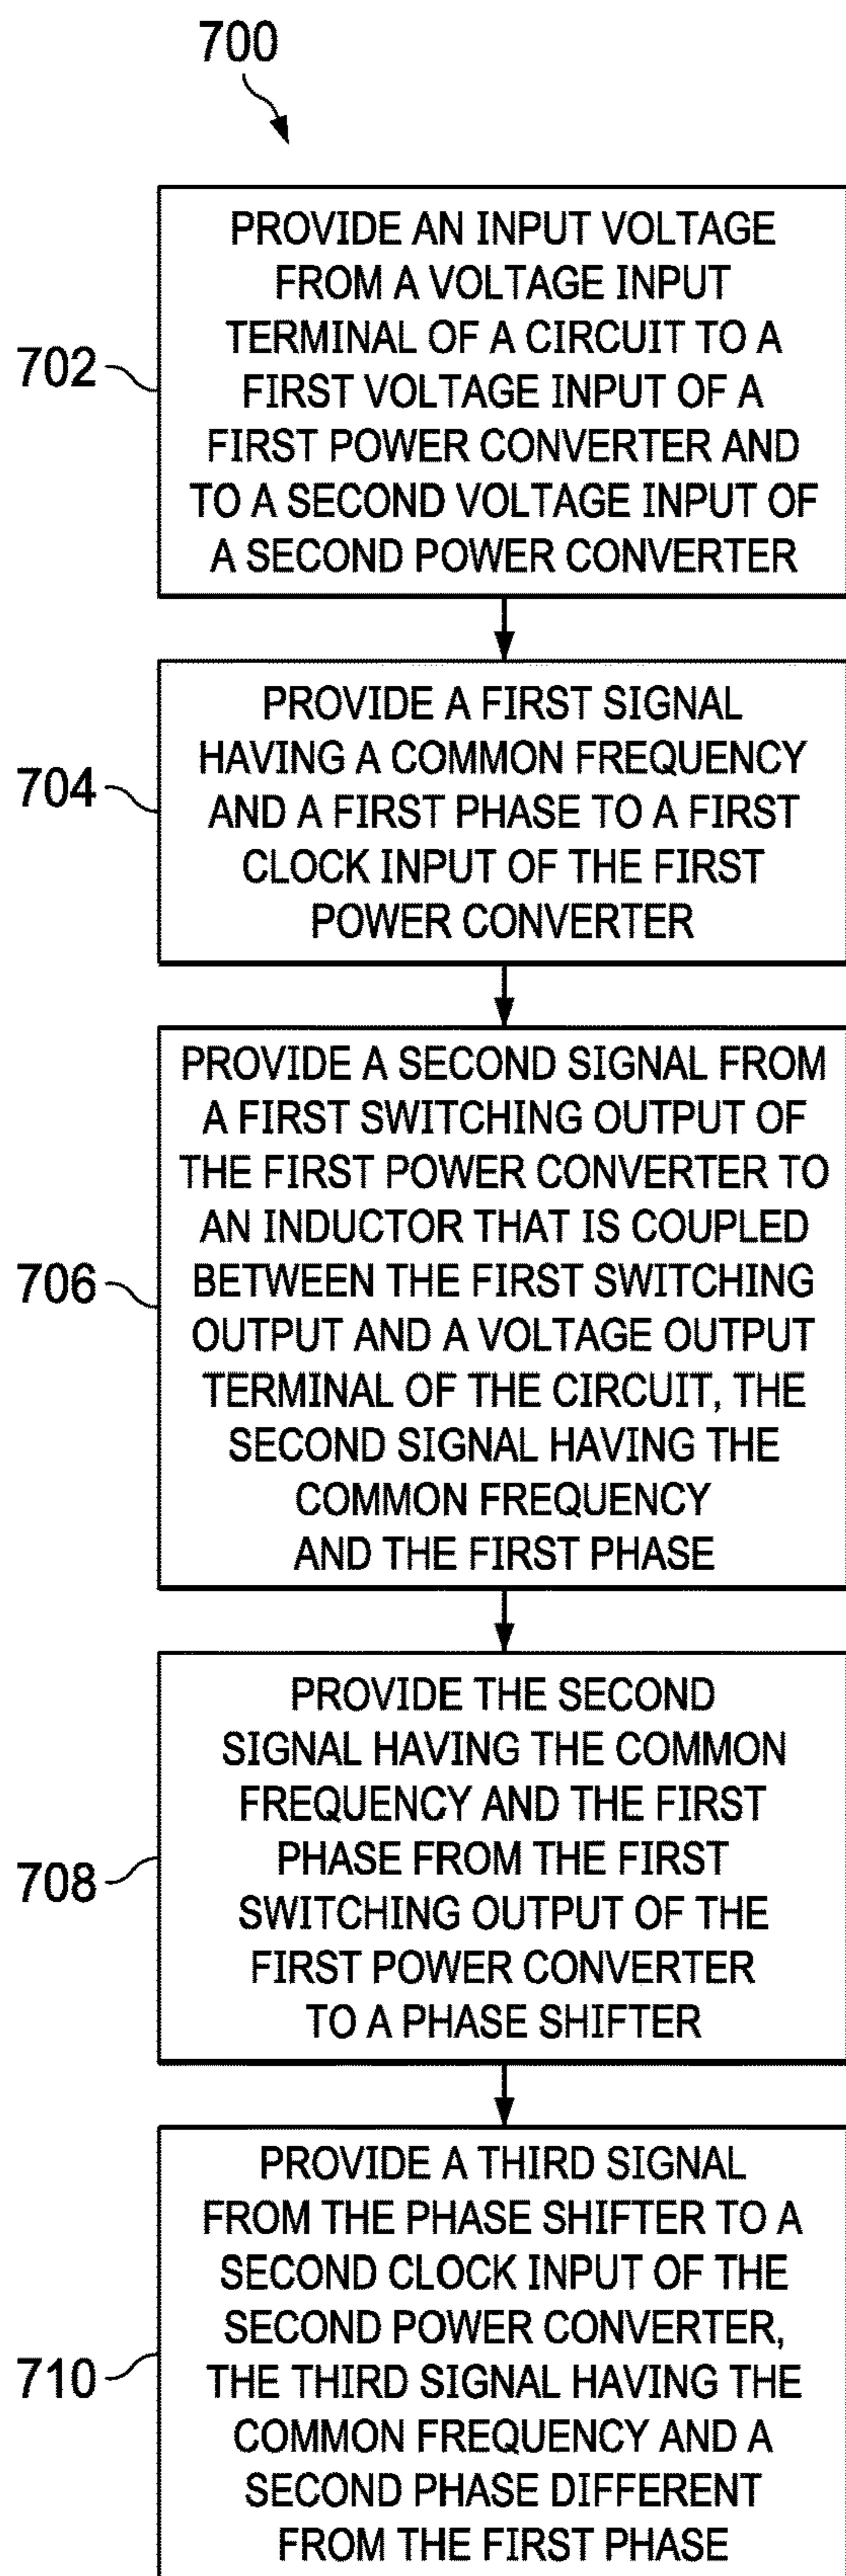 700
702
PROVIDE AN INPUT VOLTAGE
FROM A VOLTAGE INPUT
TERMINAL OF A CIRCUIT TO A
FIRST VOLTAGE INPUT OF A
FIRST POWER CONVERTER AND
TO A SECOND VOLTAGE INPUT OF
A SECOND POWER CONVERTER
704
PROVIDE A FIRST SIGNAL
HAVING A COMMON FREQUENCY
AND A FIRST PHASE TO A FIRST
CLOCK INPUT OF THE FIRST
POWER CONVERTER
706
PROVIDE A SECOND SIGNAL FROM
A FIRST SWITCHING OUTPUT OF
THE FIRST POWER CONVERTER TO
AN INDUCTOR THAT IS COUPLED
BETWEEN THE FIRST SWITCHING
OUTPUT AND A VOLTAGE OUTPUT
TERMINAL OF THE CIRCUIT, THE
SECOND SIGNAL HAVING THE
COMMON FREQUENCY
AND THE FIRST PHASE
708
PROVIDE THE SECOND
SIGNAL HAVING THE COMMON
FREQUENCY AND THE FIRST
PHASE FROM THE FIRST
SWITCHING OUTPUT OF THE
FIRST POWER CONVERTER
TO A PHASE SHIFTER
710
PROVIDE A THIRD SIGNAL
FROM THE PHASE SHIFTER TO A
SECOND CLOCK INPUT OF THE
SECOND POWER CONVERTER,
THE THIRD SIGNAL HAVING THE
COMMON FREQUENCY AND A
SECOND PHASE DIFFERENT
FROM THE FIRST PHASE